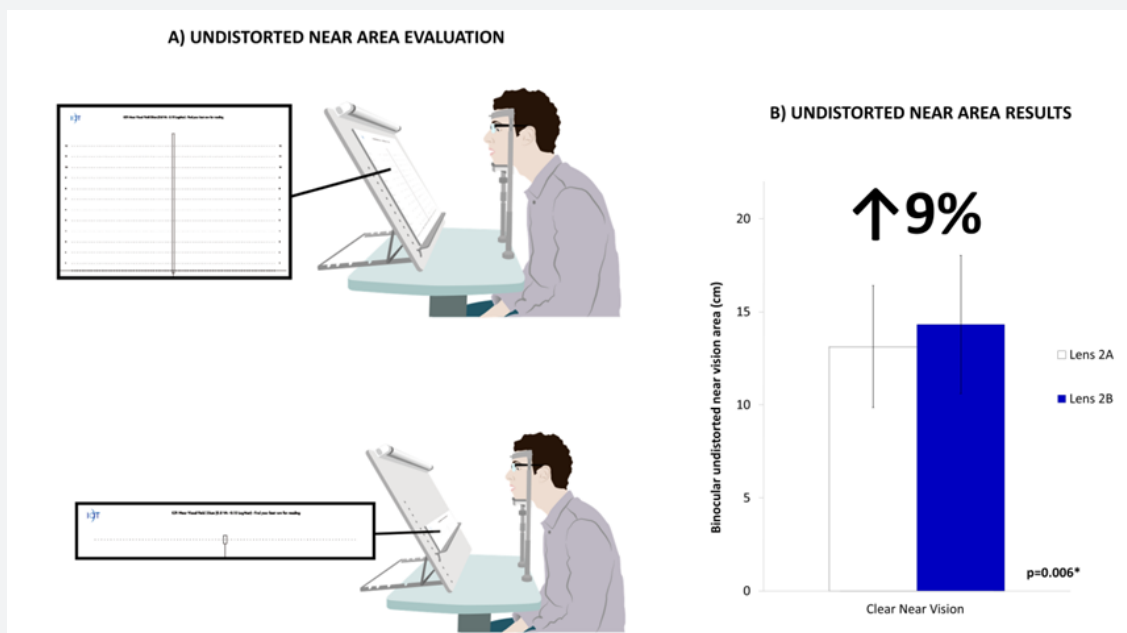 A) UNDISTORTED NEAR AREA EVALUATION
B) UNDISTORTED NEAR AREA RESULTS
↑9%
Binocular undistorted near vision area (cm)
20
15
10
5
0
Lens 2A
Lens 2B
p=0.006*
Clear Near Vision